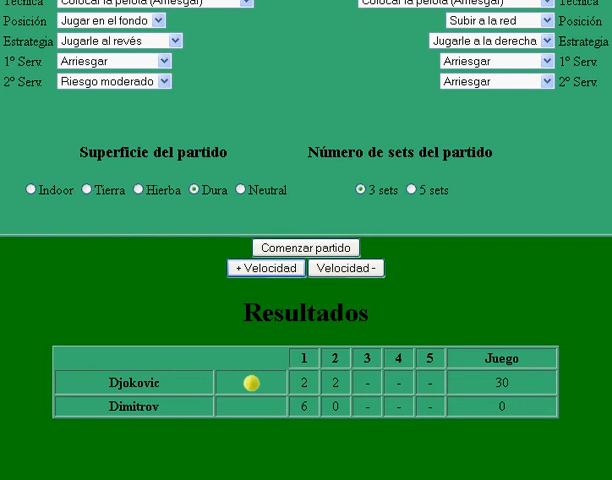 Técnica Colocar la pelota (Arriesgar) Colocar la pelota (Arriesgar) Técnica
Posición Jugar en el fondo Subir a la red Posición
Estrategia Jugarle al revés Jugarle a la derecha Estrategia
1º Serv. Arriesgar Arriesgar 1º Serv.
2º Serv. Riesgo moderado Arriesgar 2º Serv.
Superficie del partido Número de sets del partido
Indoor Tierra Hierba Dura Neutral 3 sets 5 sets
Comenzar partido
+ Velocidad Velocidad -
Resultados
1 2 3 4 5 Juego
Djokovic 2 2 - - - 30
Dimitrov 6 0 - - - 0